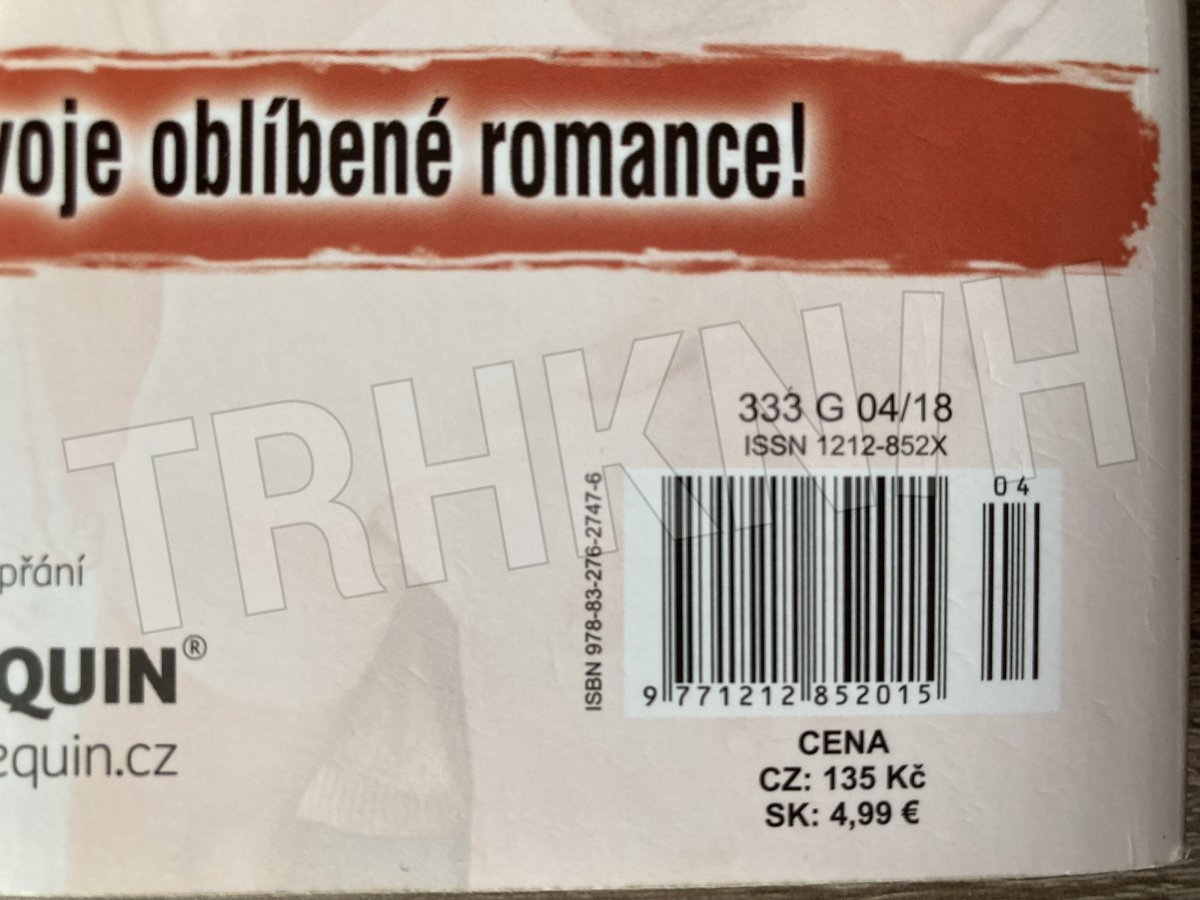 voje oblíbené romance!
TRHKNIH
333 G 04/18
ISSN 1212-852X
ISBN 978-83-276-2747-6
04
9 771212 852015
přání
QUIN®
equin.cz
CENA
CZ: 135 Kč
SK: 4,99 €